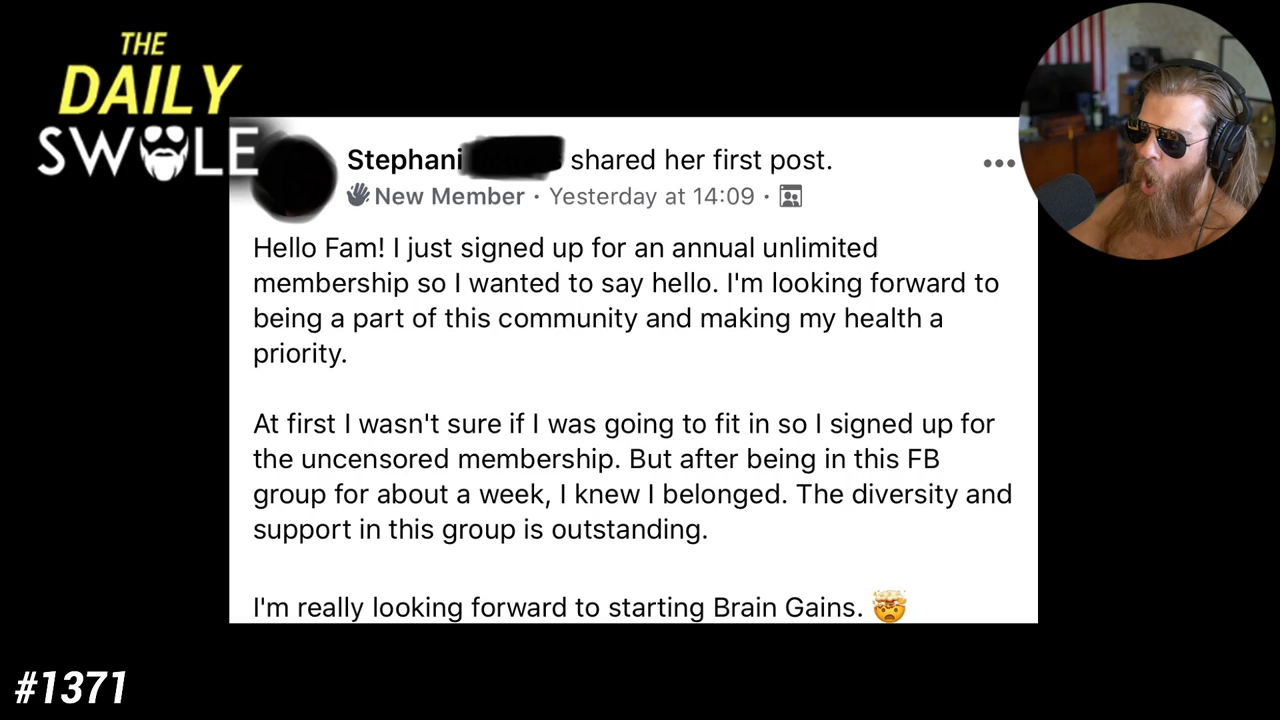 THE
DAILY
SWOLE
Stephani shared her first post.
New Member · Yesterday at 14:09 ·
Hello Fam! I just signed up for an annual unlimited
membership so I wanted to say hello. I'm looking forward to
being a part of this community and making my health a
priority.
At first I wasn't sure if I was going to fit in so I signed up for
the uncensored membership. But after being in this FB
group for about a week, I knew I belonged. The diversity and
support in this group is outstanding.
I'm really looking forward to starting Brain Gains. 🤯
#1371